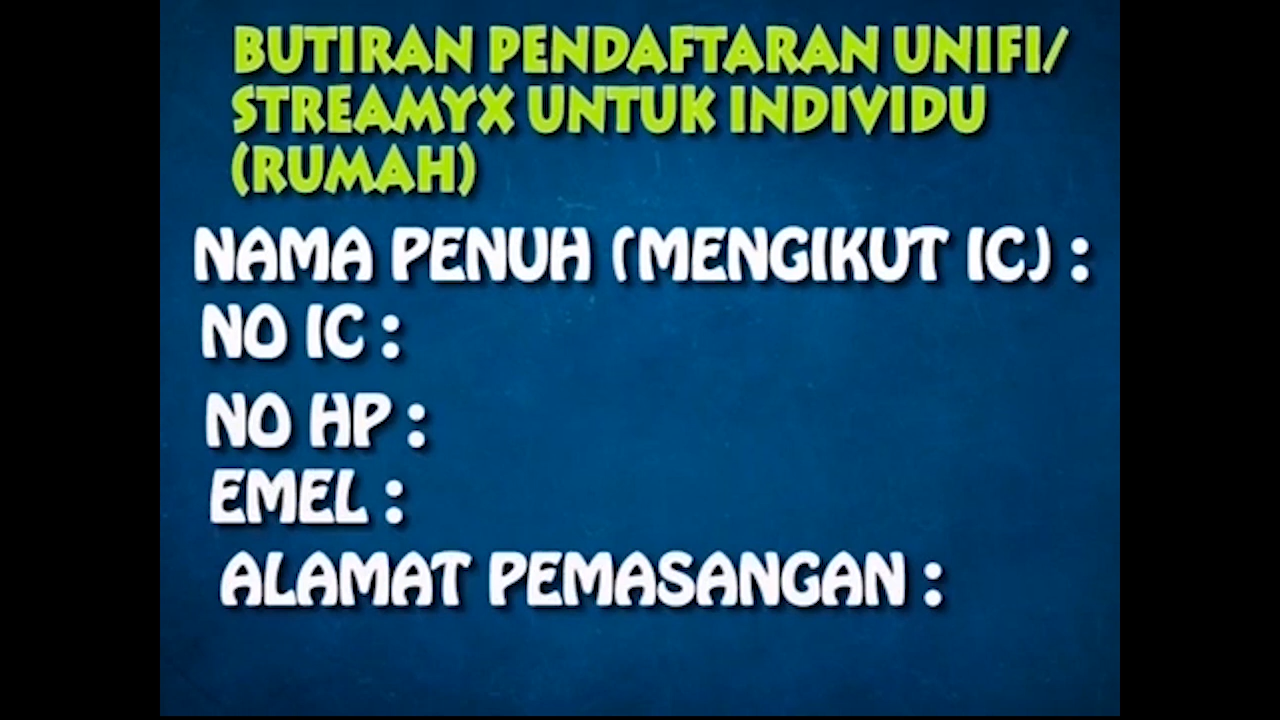 BUTIRAN PENDAFTARAN UNIFI/
STREAMYX UNTUK INDIVIDU
(RUMAH)
NAMA PENUH (MENGIKUT IC) :
NO IC :
NO HP :
EMEL :
ALAMAT PEMASANGAN :